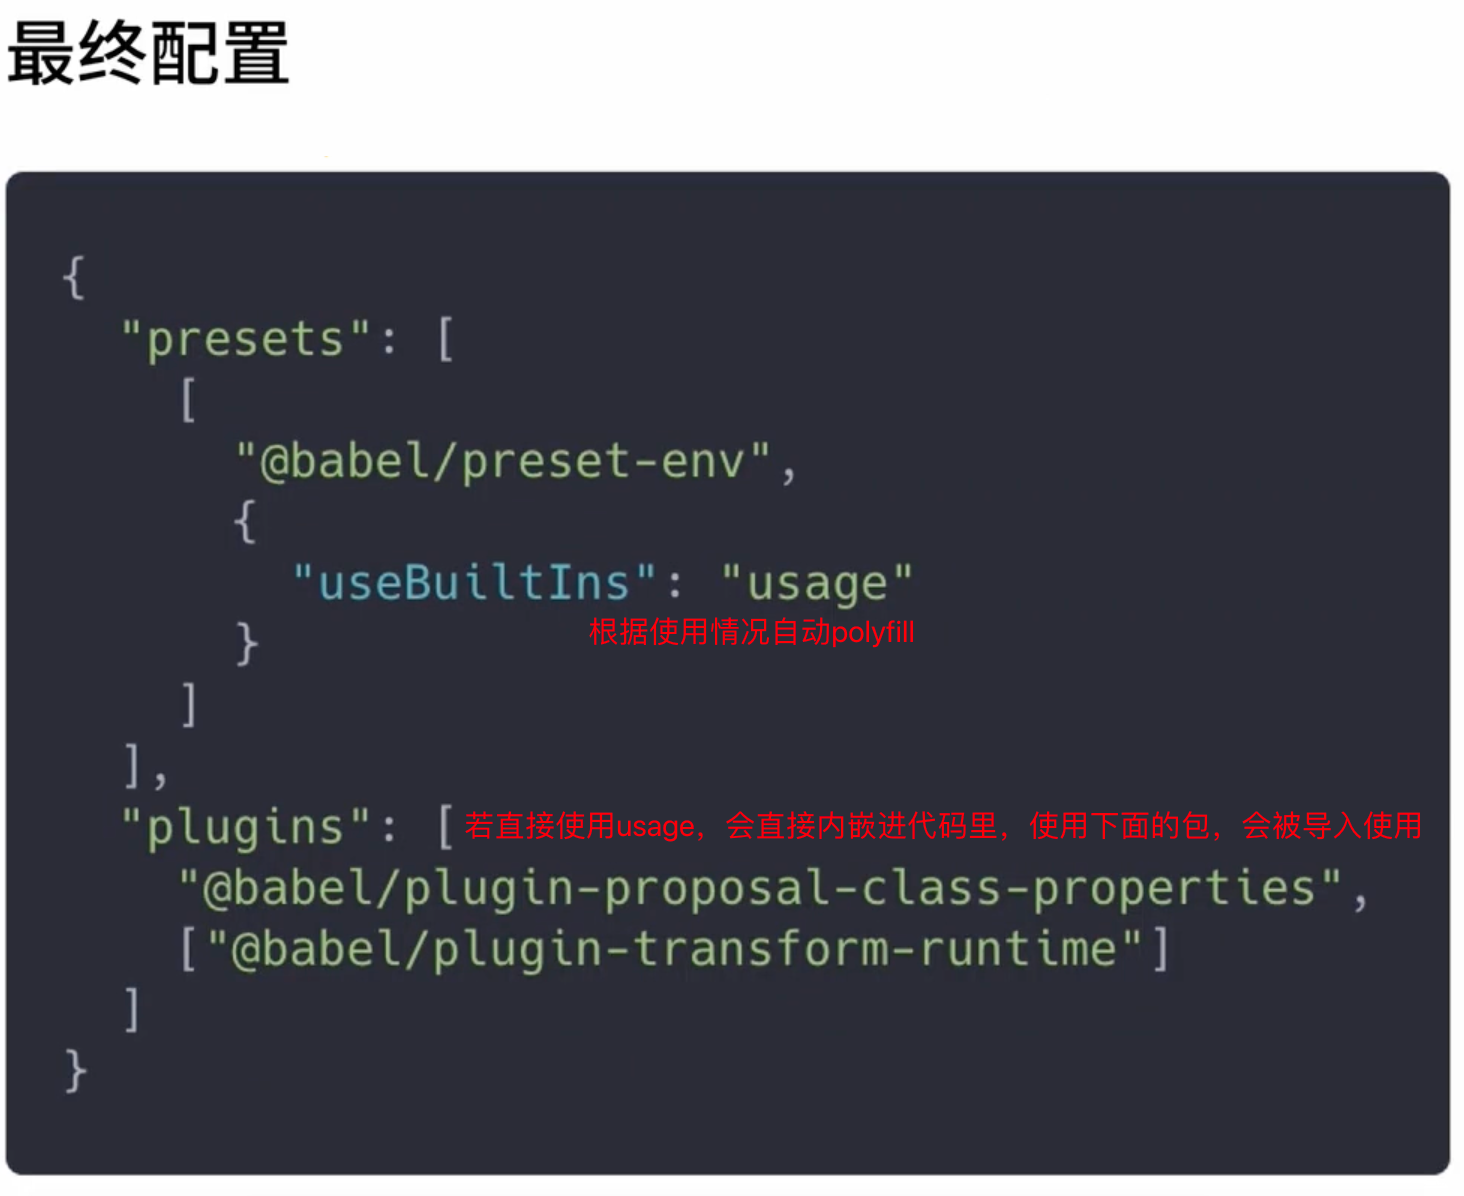 最终配置
{
"presets": [
[
"@babel/preset-env",
{
"useBuiltIns": "usage"
根据使用情况自动polyfill
}
]
],
"plugins": [ 若直接使用usage，会直接内嵌进代码里，使用下面的包，会被导入使用
"@babel/plugin-proposal-class-properties",
["@babel/plugin-transform-runtime"]
]
}